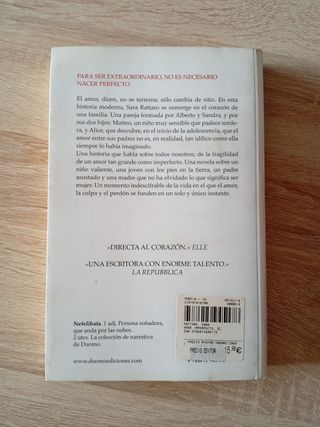 PARA SER EXTRAORDINARIO, NO ES NECESARIO
NACER PERFECTO
El amor, dicen, no se termina: sólo cambia de sitio. En esta
historia moderna, Sara Rattaro se sumerge en el corazón de
una familia. Una pareja formada por Alberto y Sandra, y por
sus dos hijos: Matteo, un niño muy sensible que padece sorde-
ra, y Alice, que descubre, en el inicio de la adolescencia, que el
amor entre sus padres no es, en realidad, tan idílico como ella
siempre lo había imaginado.
Una historia que habla sobre todos nosotros; de la fragilidad
de un amor tan grande como imperfecto. Una novela sobre un
niño valiente, una joven con los pies en la tierra, un padre
asustado y una madre que no ha olvidado lo que significa ser
mujer. Un momento indescifrable de la vida en el que el amor,
la culpa y el perdón se funden en un solo y único instante.
«DIRECTA AL CORAZÓN.» ELLE
«UNA ESCRITORA CON ENORME TALENTO.»
LA REPUBBLICA
Nefelibata. 1 adj. Persona soñadora,
que anda por las nubes.
2 utcs. La colección de narrativa
de Duomo.
www.duomoediciones.com
RATTARO, SARA
AMOR IMPERFECTO, EL
PRECIO EDITOR